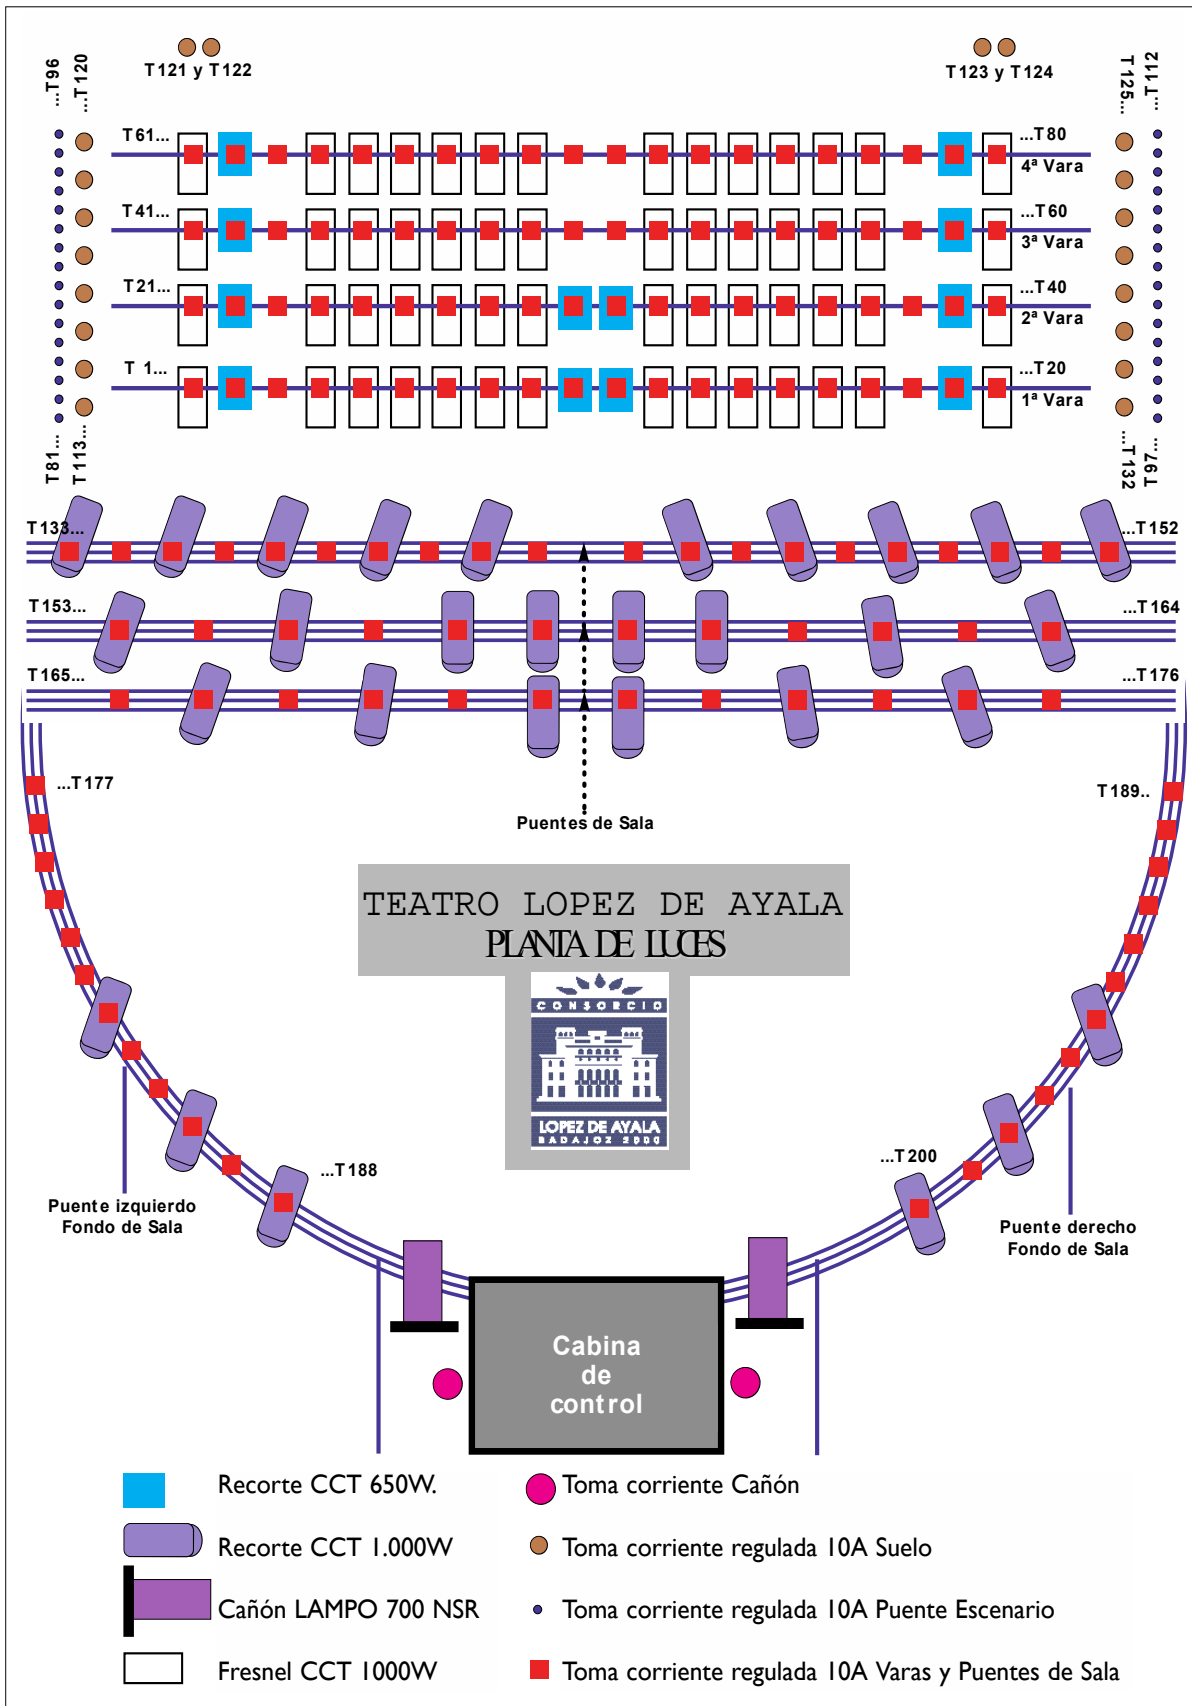 T121 y T122
T123 y T124
...T96
...T120
T125...
...T112
T61...
...T80
4ª Vara
T41...
...T60
3ª Vara
T21...
...T40
2ª Vara
T 1...
...T20
1ª Vara
T81...
T113...
...T132
T97...
T133...
...T152
T153...
...T164
T165...
...T176
...T177
T189..
Puentes de Sala
TEATRO LOPEZ DE AYALA
PLANTA DE LUCES
CONSORCIO
LOPEZ DE AYALA
BADAJOZ 2000
...T188
...T200
Puente izquierdo
Fondo de Sala
Puente derecho
Fondo de Sala
Cabina
de
control
Recorte CCT 650W.
Toma corriente Cañón
Recorte CCT 1.000W
Toma corriente regulada 10A Suelo
Cañón LAMPO 700 NSR
Toma corriente regulada 10A Puente Escenario
Fresnel CCT 1000W
Toma corriente regulada 10A Varas y Puentes de Sala